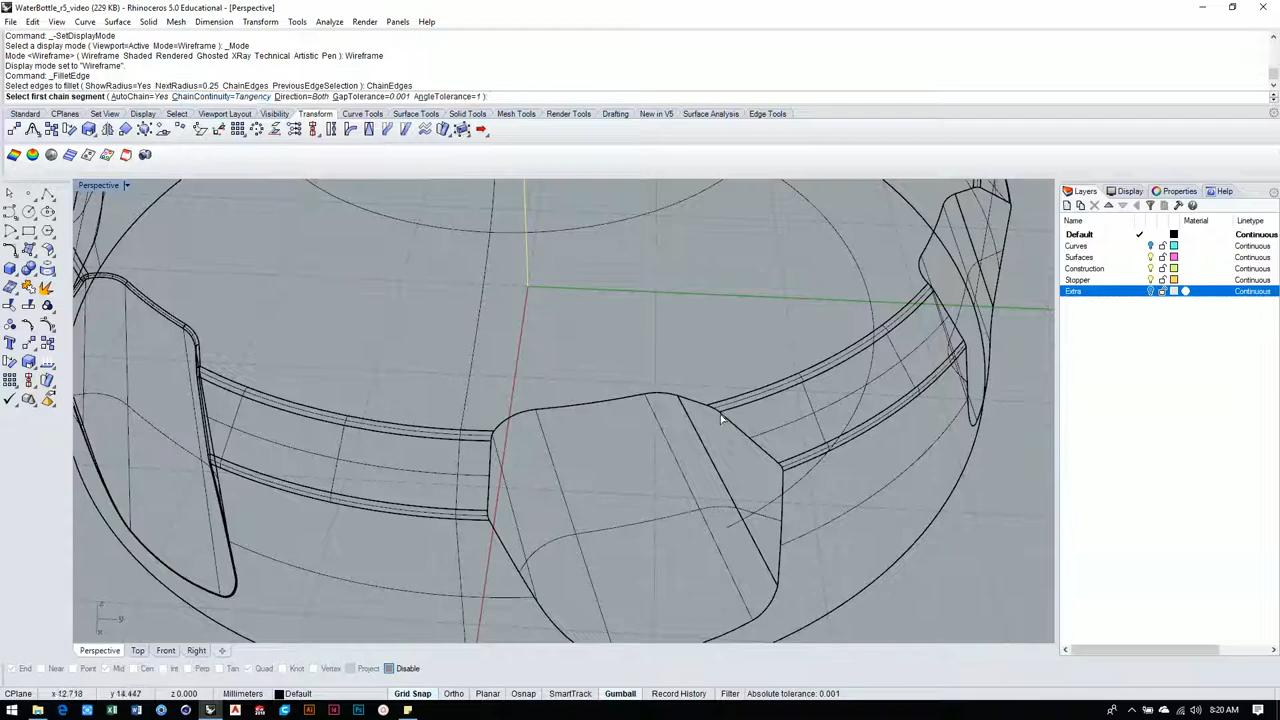 WaterBottle_r5_video (229 KB) - Rhinoceros 5.0 Educational - [Perspective]
File Edit View Curve Surface Solid Mesh Dimension Transform Tools Analyze Render Panels Help
Command: _-SetDisplayMode
Select a display mode ( Viewport=Active Mode=Wireframe ): _Mode
Mode <Wireframe> ( Wireframe Shaded Rendered Ghosted XRay Technical Artistic Pen ): Wireframe
Display mode set to "Wireframe".
Command: _FilletEdge
Select edges to fillet ( ShowRadius=Yes NextRadius=0.25 ChainEdges PreviousEdgeSelection ): ChainEdges
Select first chain segment ( AutoChain=Yes ChainContinuity=Tangency Direction=Both GapTolerance=0.001 AngleTolerance=1 ):
Standard CPlanes Set View Display Select Viewport Layout Visibility Transform Curve Tools Surface Tools Solid Tools Mesh Tools Render Tools Drafting New in V5 Surface Analysis Edge Tools
Perspective
Layers Display Properties Help
Name Material Linetype
Default Continuous
Curves Continuous
Surfaces Continuous
Construction Continuous
Stopper Continuous
Extra Continuous
z y x
Perspective Top Front Right
End Near Point Mid Cen Int Perp Tan Quad Knot Vertex Project Disable
CPlane x 12.718 y 14.447 z 0.000 Millimeters Default Grid Snap Ortho Planar Osnap SmartTrack Gumball Record History Filter Absolute tolerance: 0.001
8:20 AM